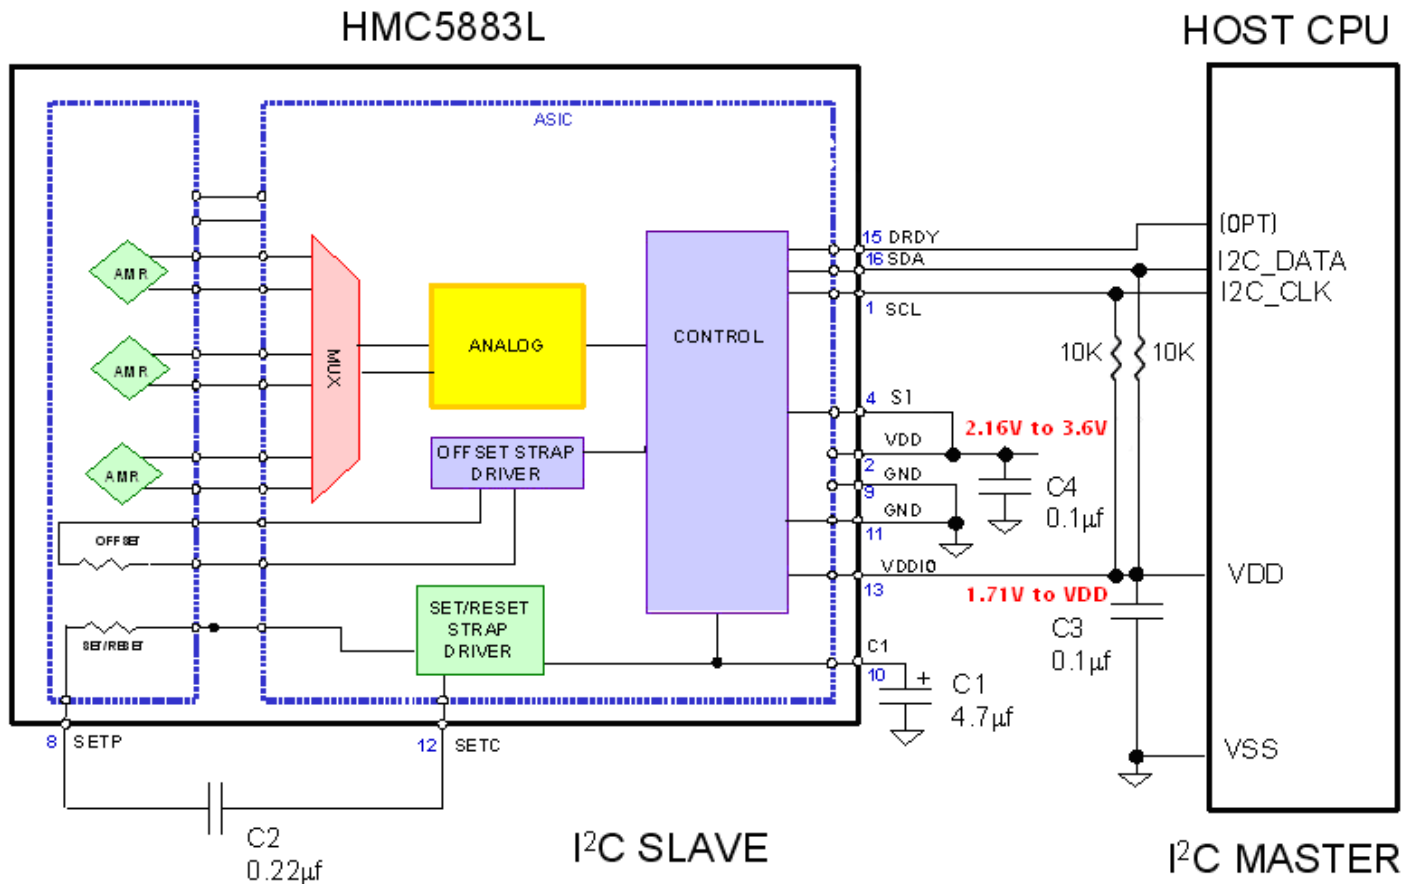 HMC5883L
HOST CPU
ASIC
AMR
AMR
AMR
MUX
ANALOG
CONTROL
OFFSET STRAP
DRIVER
OFFSET
SET/RESET
STRAP
DRIVER
SET/RESET
15 DRDY
16 SDA
1 SCL
4 S1
VDD
2
GND
9
GND
11
VDDIO
13
C1
10
2.16V to 3.6V
C4
0.1µf
1.71V to VDD
C3
0.1µf
C1
+
4.7µf
10K
10K
(OPT)
I2C_DATA
I2C_CLK
VDD
VSS
8 SETP
12 SETC
C2
0.22µf
I²C SLAVE
I²C MASTER